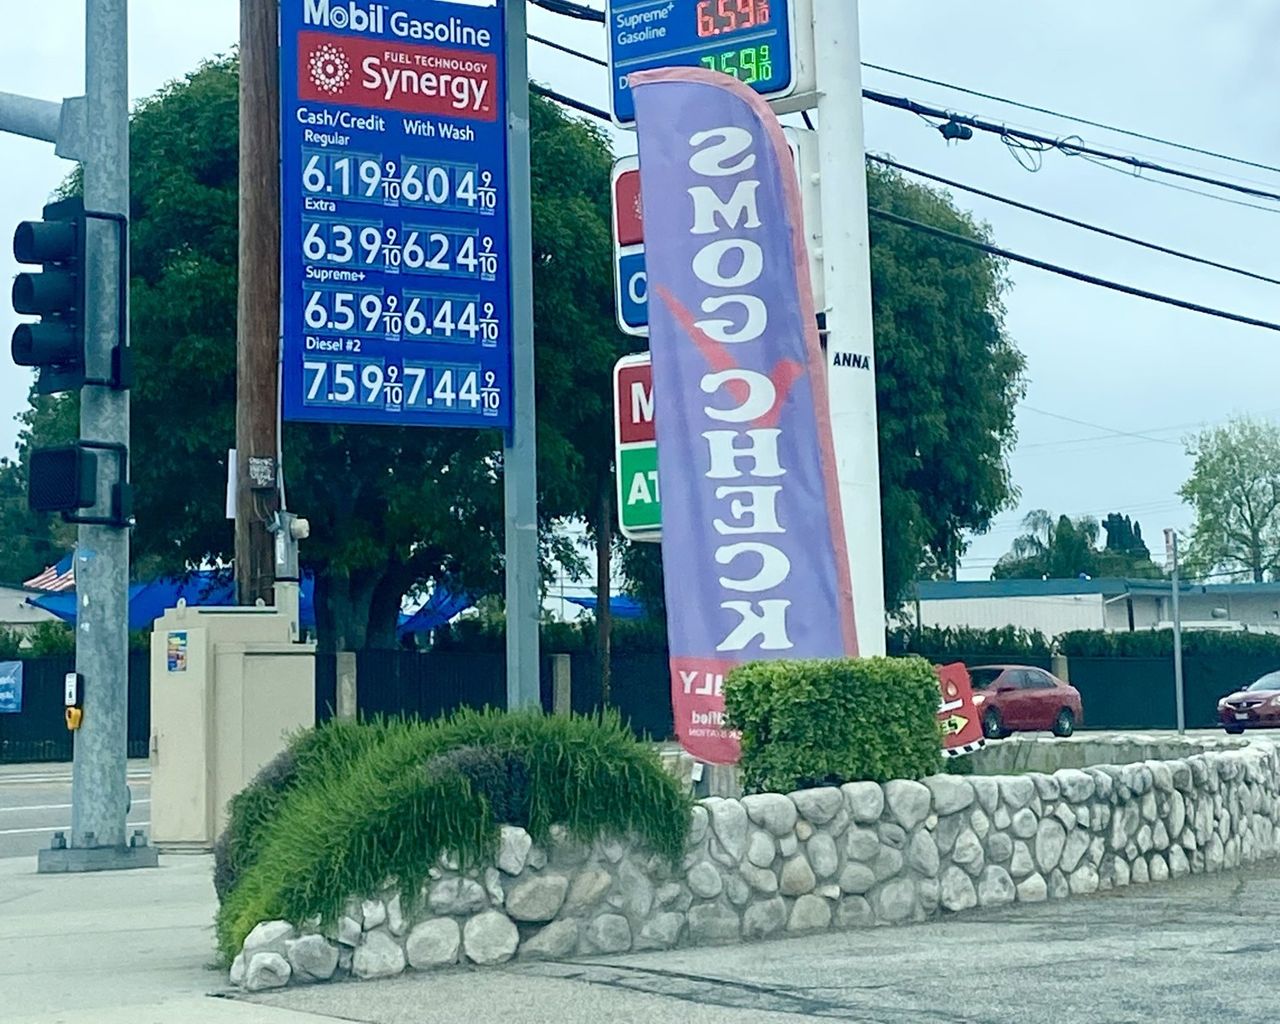 Mobil Gasoline
FUEL TECHNOLOGY
Synergy
Cash/Credit With Wash
Regular
6.19 9/10 6.04 9/10
Extra
6.39 9/10 6.24 9/10
Supreme+
6.59 9/10 6.44 9/10
Diesel #2
7.59 9/10 7.44 9/10
Supreme+ 6.59 9/10
Gasoline
D 7.59 9/10
SMOG CHECK
ANNA